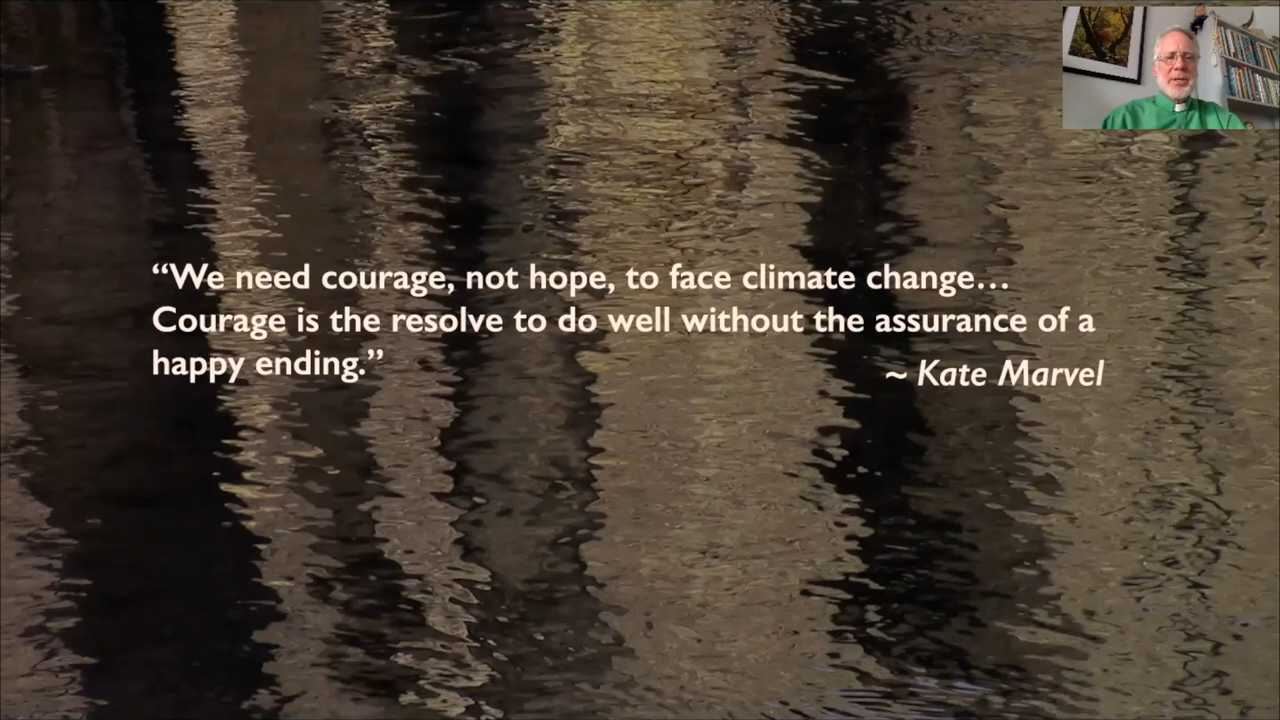 “We need courage, not hope, to face climate change…
Courage is the resolve to do well without the assurance of a
happy ending.”
~ Kate Marvel